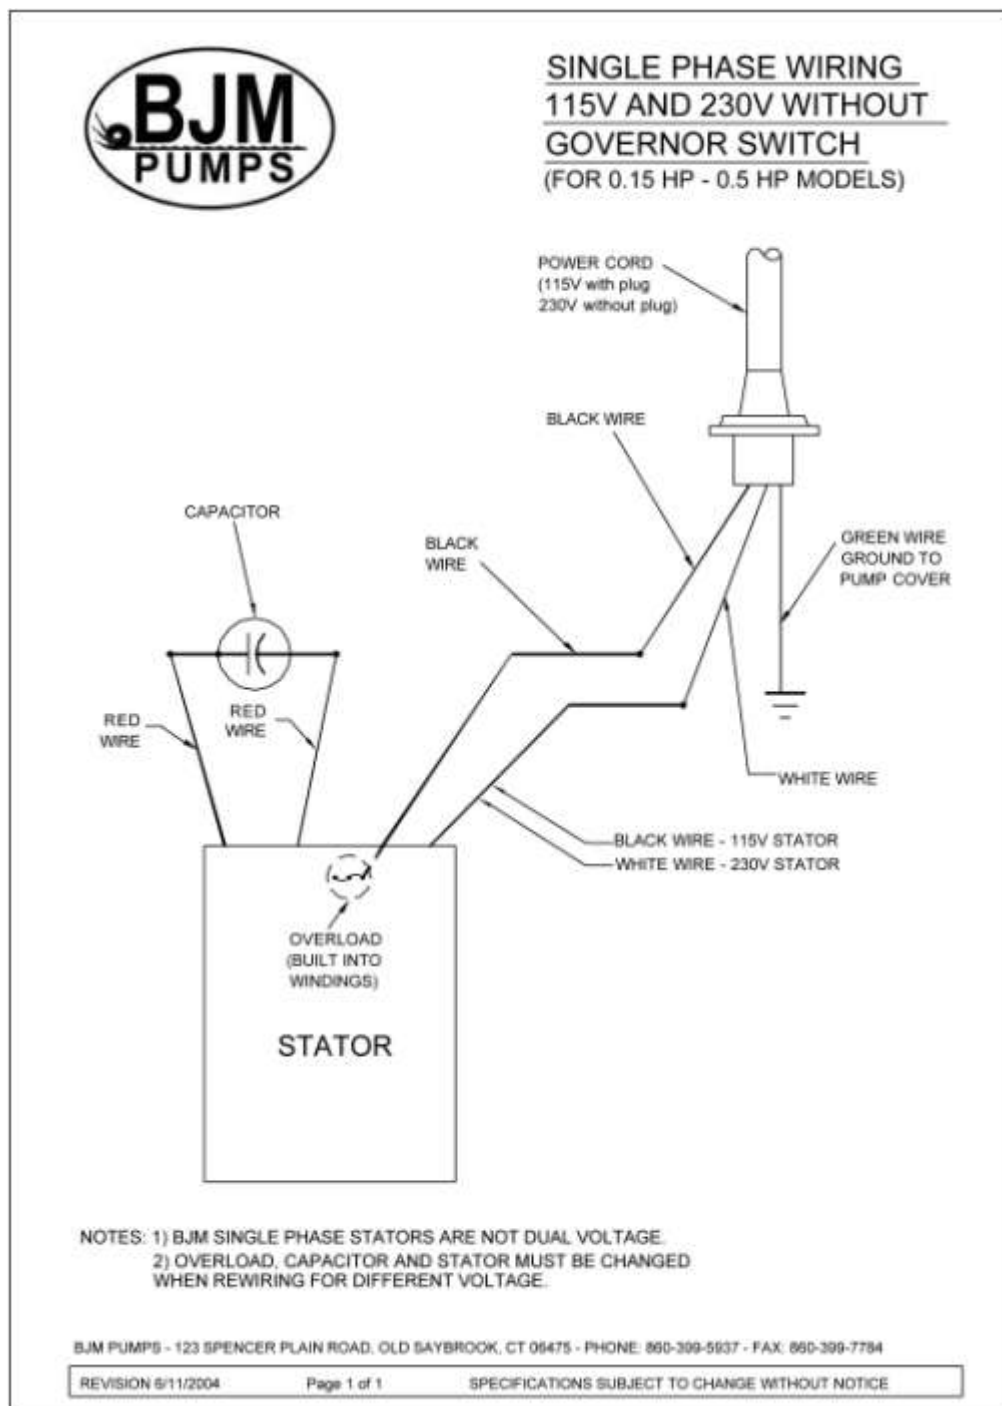 BJM
PUMPS
SINGLE PHASE WIRING
115V AND 230V WITHOUT
GOVERNOR SWITCH
(FOR 0.15 HP - 0.5 HP MODELS)
POWER CORD
(115V with plug
230V without plug)
BLACK WIRE
CAPACITOR
BLACK
WIRE
GREEN WIRE
GROUND TO
PUMP COVER
RED
WIRE
RED
WIRE
WHITE WIRE
BLACK WIRE - 115V STATOR
WHITE WIRE - 230V STATOR
OVERLOAD
(BUILT INTO
WINDINGS)
STATOR
NOTES: 1) BJM SINGLE PHASE STATORS ARE NOT DUAL VOLTAGE.
2) OVERLOAD, CAPACITOR AND STATOR MUST BE CHANGED
WHEN REWIRING FOR DIFFERENT VOLTAGE.
BJM PUMPS - 123 SPENCER PLAIN ROAD, OLD SAYBROOK, CT 06475 - PHONE: 860-399-5937 - FAX: 860-399-7784
REVISION 6/11/2004 Page 1 of 1 SPECIFICATIONS SUBJECT TO CHANGE WITHOUT NOTICE